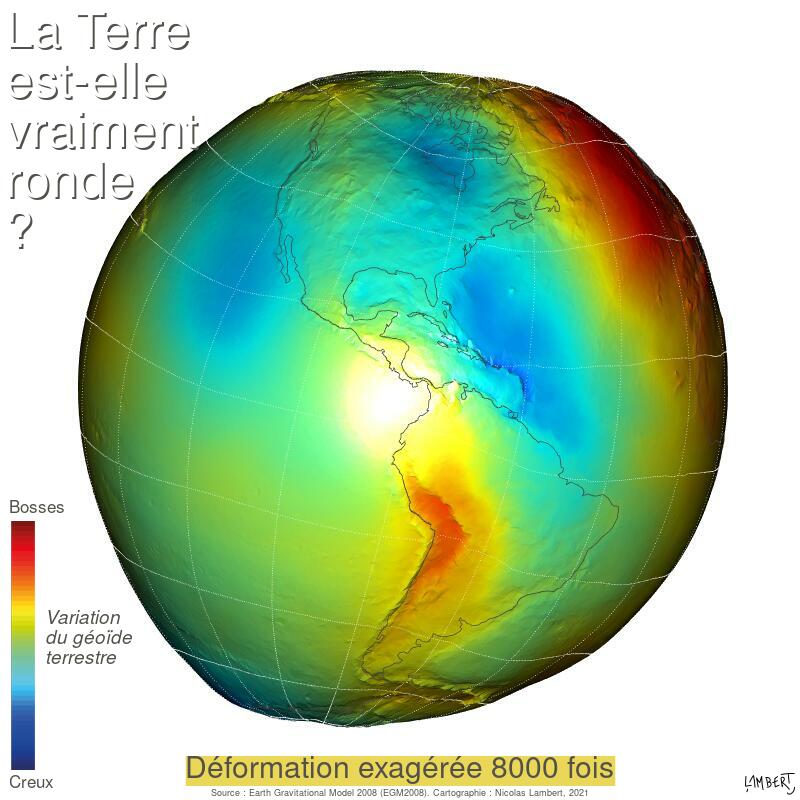 La Terre
est-elle
vraiment
ronde
?
Bosses
Variation
du géoïde
terrestre
Creux
Déformation exagérée 8000 fois
Source : Earth Gravitational Model 2008 (EGM2008). Cartographie : Nicolas Lambert, 2021
LAMBERT